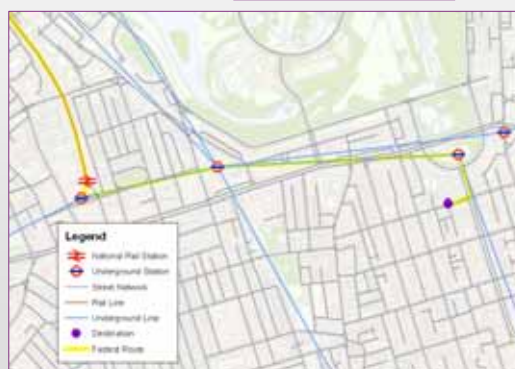 Legend
National Rail Station
Underground Station
Street Network
Rail Line
Underground Line
Destination
Fastest Route